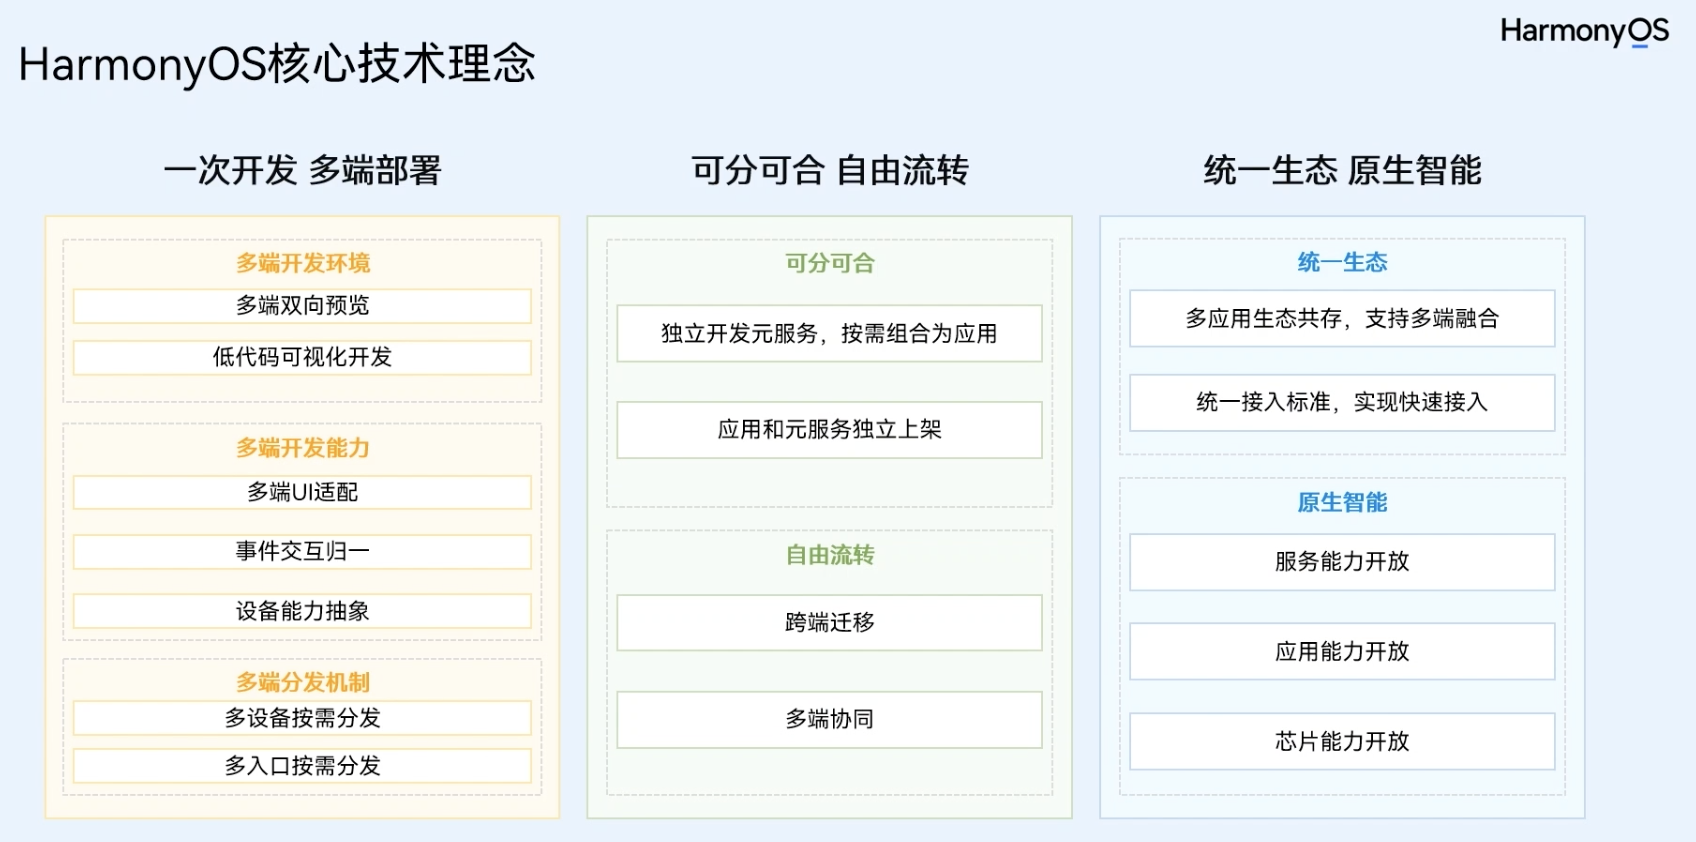 HarmonyOS
HarmonyOS核心技术理念
一次开发 多端部署
多端开发环境
多端双向预览
低代码可视化开发
多端开发能力
多端UI适配
事件交互归一
设备能力抽象
多端分发机制
多设备按需分发
多入口按需分发
可分可合 自由流转
可分可合
独立开发元服务，按需组合为应用
应用和元服务独立上架
自由流转
跨端迁移
多端协同
统一生态 原生智能
统一生态
多应用生态共存，支持多端融合
统一接入标准，实现快速接入
原生智能
服务能力开放
应用能力开放
芯片能力开放